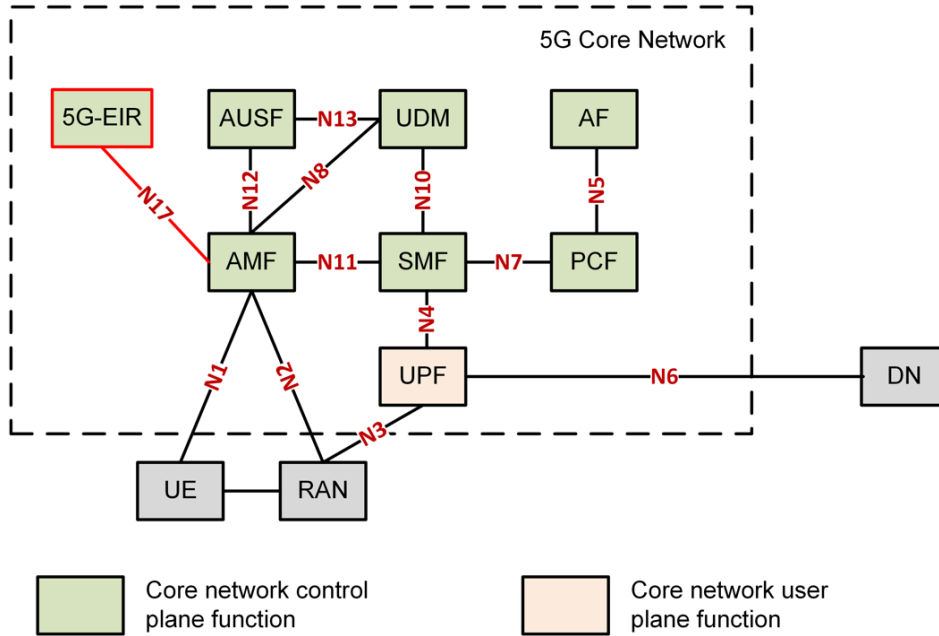 5G Core Network
5G-EIR
AUSF
N13
UDM
AF
N17
N12
N8
N10
N5
AMF
N11
SMF
N7
PCF
N4
N1
N2
UPF
N6
DN
N3
UE
RAN
Core network control
plane function
Core network user
plane function